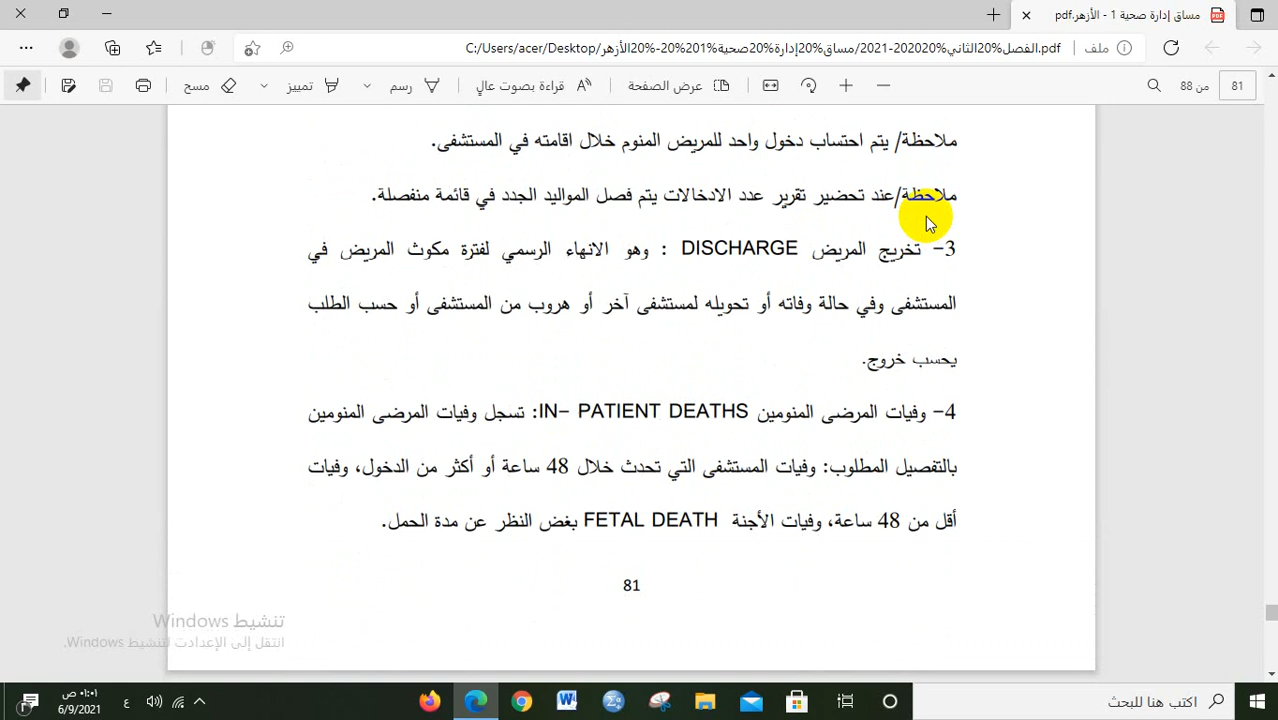 مساق إدارة صحية 1 - الأزهر.pdf
ملف
C:/Users/acer/Desktop/مساق%20إدارة%20صحية%201%20-%20الأزهر/الفصل%20الثاني%202020-2021.pdf
81
من 88
عرض الصفحة
قراءة بصوت عالٍ
رسم
تمييز
مسح
ملاحظة/ يتم احتساب دخول واحد للمريض المنوم خلال اقامته في المستشفى.
ملاحظة/عند تحضير تقرير عدد الادخالات يتم فصل المواليد الجدد في قائمة منفصلة.
3- تخريج المريض DISCHARGE : وهو الانهاء الرسمي لفترة مكوث المريض في
المستشفى وفي حالة وفاته أو تحويله لمستشفى آخر أو هروب من المستشفى أو حسب الطلب
يحسب خروج.
4- وفيات المرضى المنومين IN- PATIENT DEATHS: تسجل وفيات المرضى المنومين
بالتفصيل المطلوب: وفيات المستشفى التي تحدث خلال 48 ساعة أو أكثر من الدخول، وفيات
أقل من 48 ساعة، وفيات الأجنة FETAL DEATH بغض النظر عن مدة الحمل.
81
تنشيط Windows
انتقل إلى الإعدادت لتنشيط Windows.
اكتب هنا للبحث
ع
٠١:٠١ ص
6/9/2021